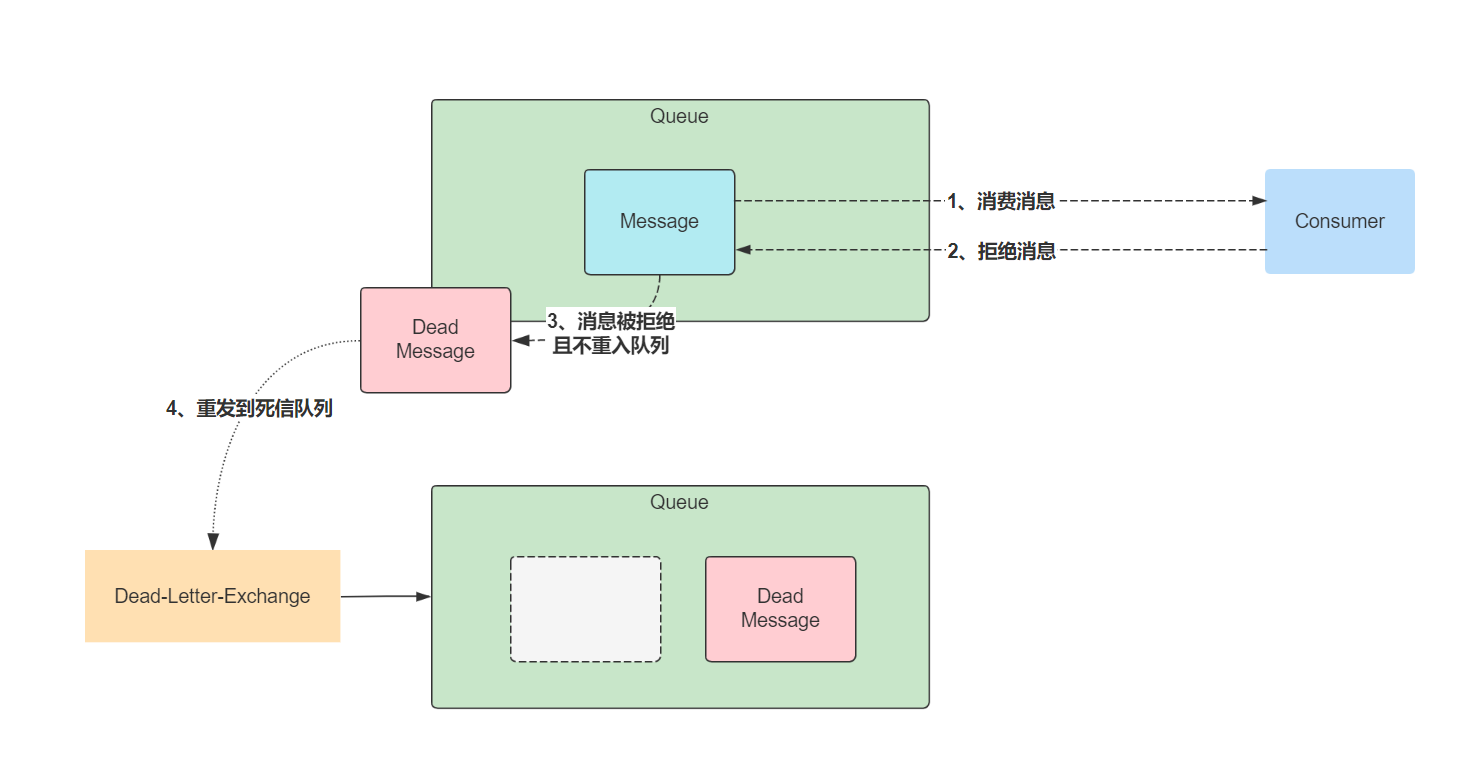 Queue
Message
1、消费消息
Consumer
2、拒绝消息
Dead
Message
3、消息被拒绝
且不重入队列
4、重发到死信队列
Queue
Dead-Letter-Exchange
Dead
Message